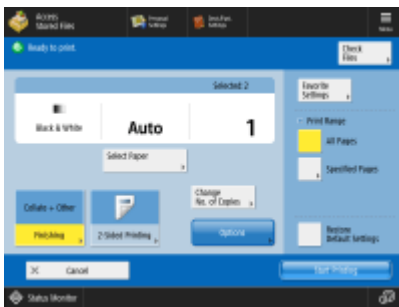 Access
Stored Files
Personal
Settings
Dest./Fwd.
Settings
Menu
Ready to print.
Check
Files
Selected: 2
Black & White
Auto
1
Select Paper
Favorite
Settings
Print Range
All Pages
Specified Pages
Collate + Other
Finishing
2-Sided Printing
Change
No. of Copies
Options
Restore
Default Settings
Cancel
Start Printing
Status Monitor